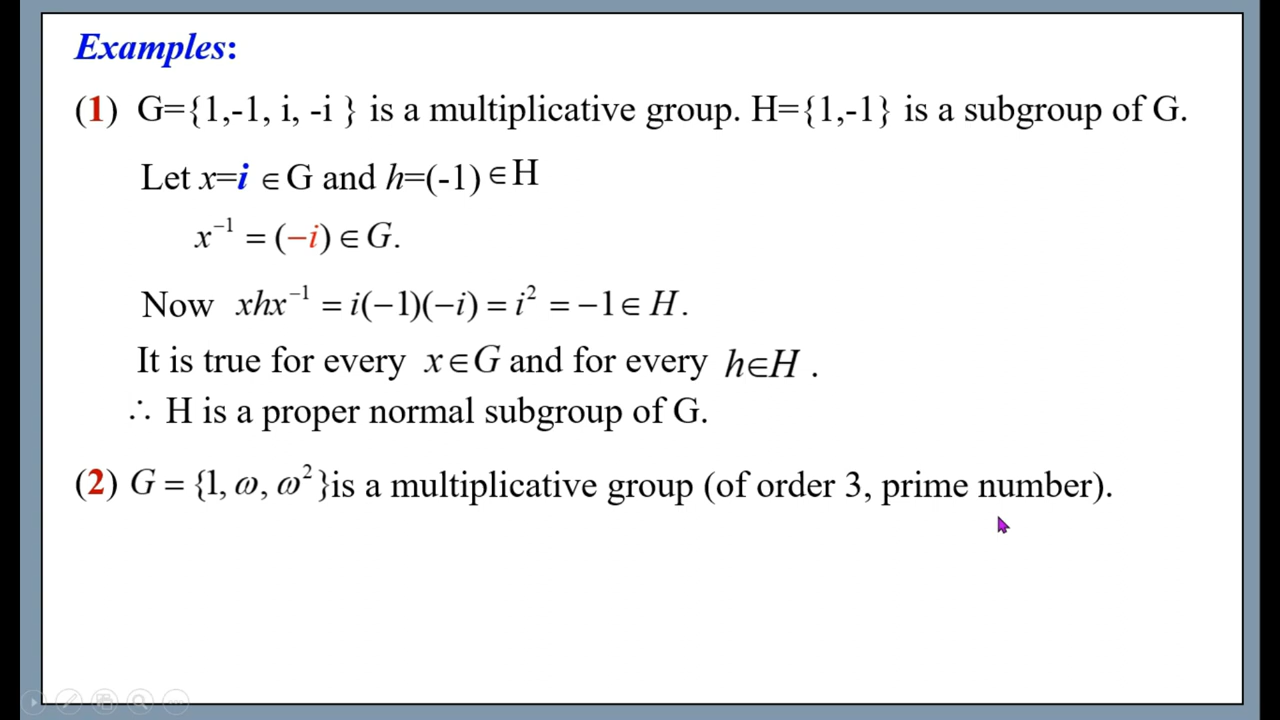 Examples:
(1) G={1,-1, i, -i } is a multiplicative group. H={1,-1} is a subgroup of G.
Let x=i ∈G and h=(-1)∈H
x⁻¹ = (−i) ∈ G.
Now xhx⁻¹ = i(−1)(−i) = i² = −1∈ H.
It is true for every x∈G and for every h∈H .
∴ H is a proper normal subgroup of G.
(2) G = {1, ω, ω²}is a multiplicative group (of order 3, prime number).